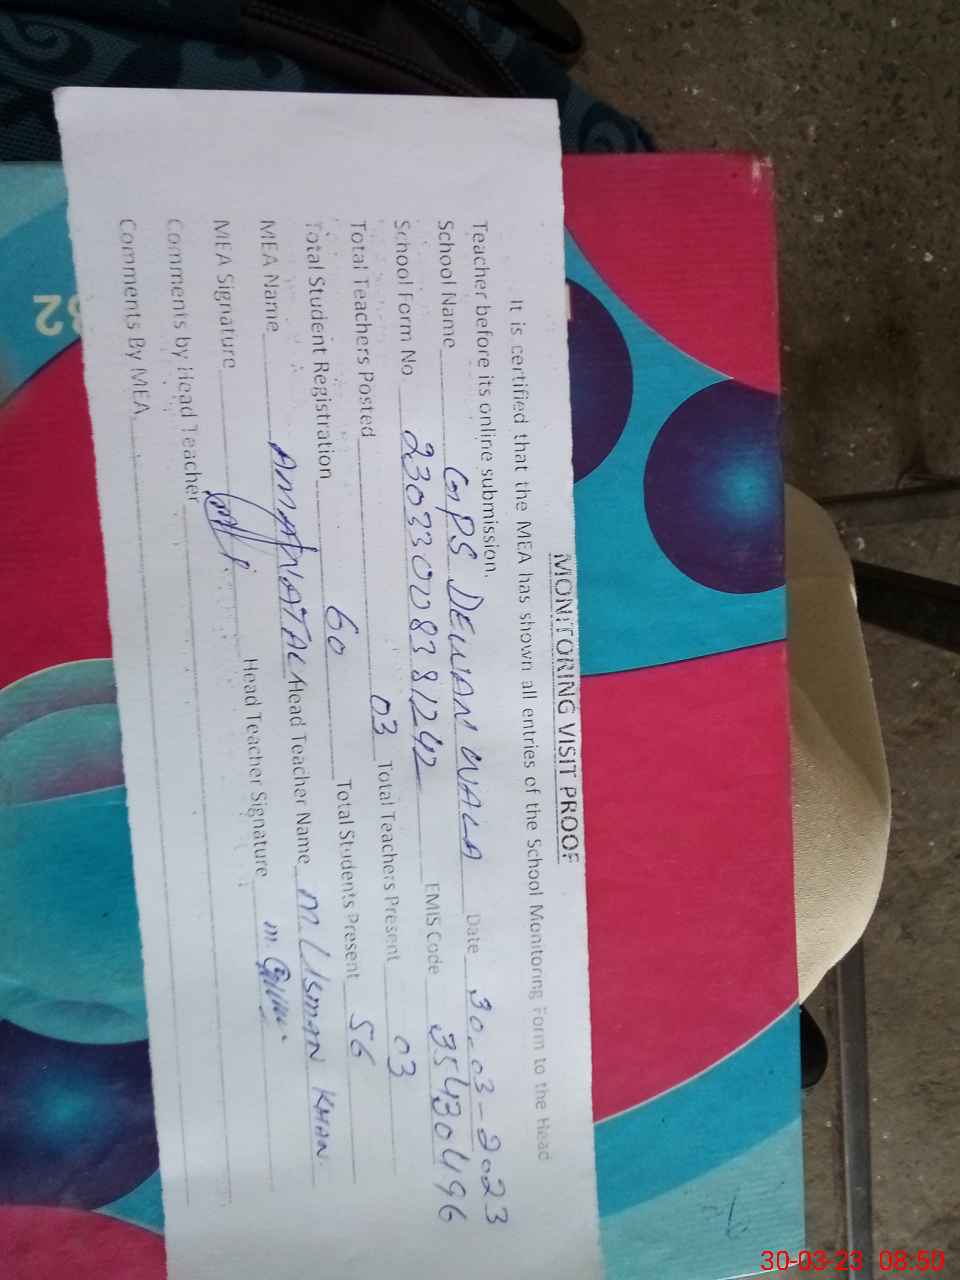 MONITORING VISIT PROOF
It is certified that the MEA has shown all entries of the School Monitoring Form to the Head
Teacher before its online submission.
School Name GPS DEWAN WALA Date 30-03-2023
School Form No 23033008381242 EMIS Code 35430496
Total Teachers Posted 03 Total Teachers Present 03
Total Student Registration 60 Total Students Present 56
MEA Name AMANATALI Head Teacher Name M. USMAN KHAN
MEA Signature Head Teacher Signature M.
Comments by Head Teacher
Comments By MEA
32
30-03-23 08:50